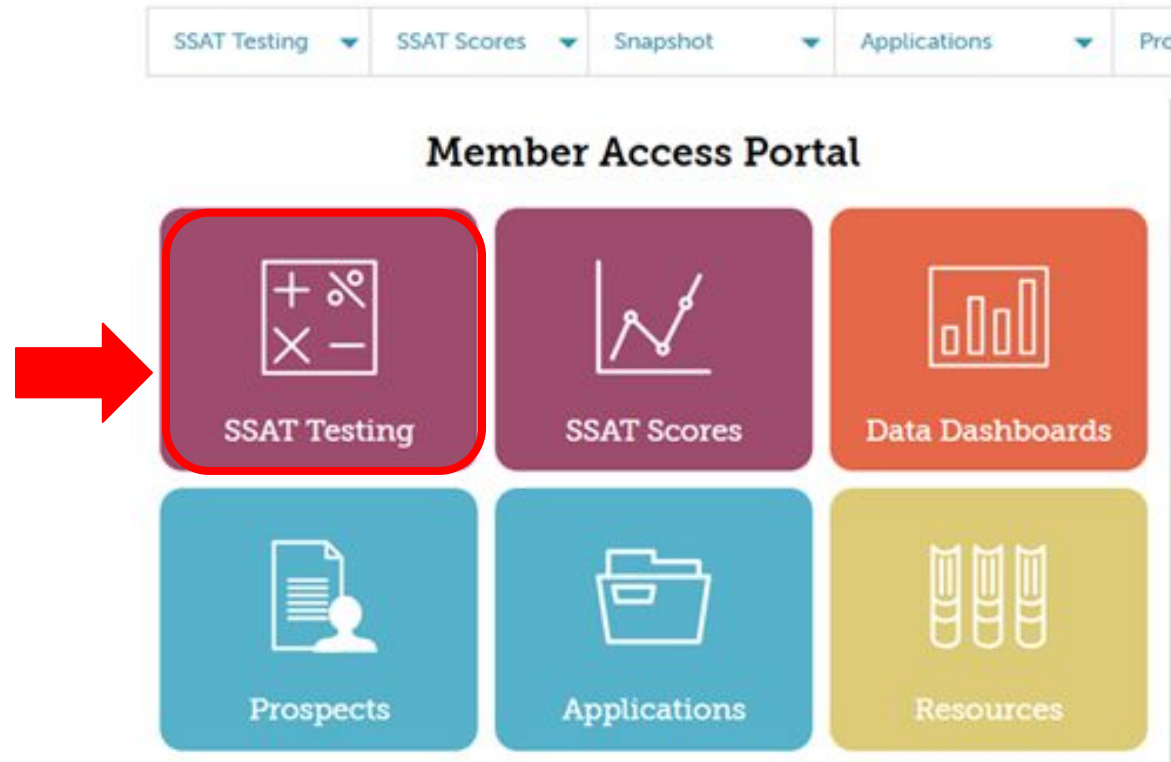 SSAT Testing SSAT Scores Snapshot Applications
Member Access Portal
SSAT Testing SSAT Scores Data Dashboards
Prospects Applications Resources